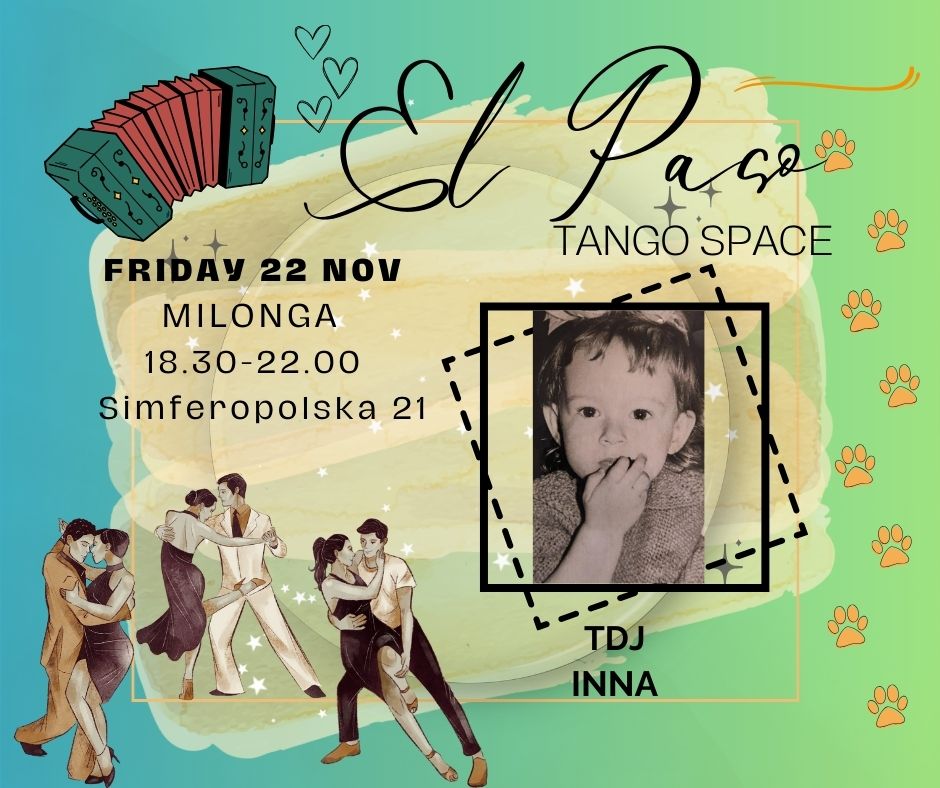 El Paso
TANGO SPACE
FRIDAY 22 NOV
MILONGA
18.30-22.00
Simferopolska 21
TDJ
INNA